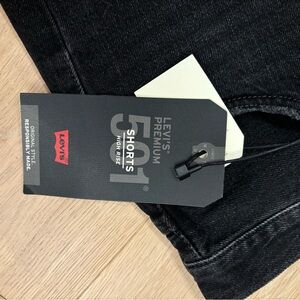 LEVI'S®
PREMIUM
501®
SHORTS
HIGH RISE
Levi's
ORIGINAL STYLE.
RESPONSIBLY MADE.